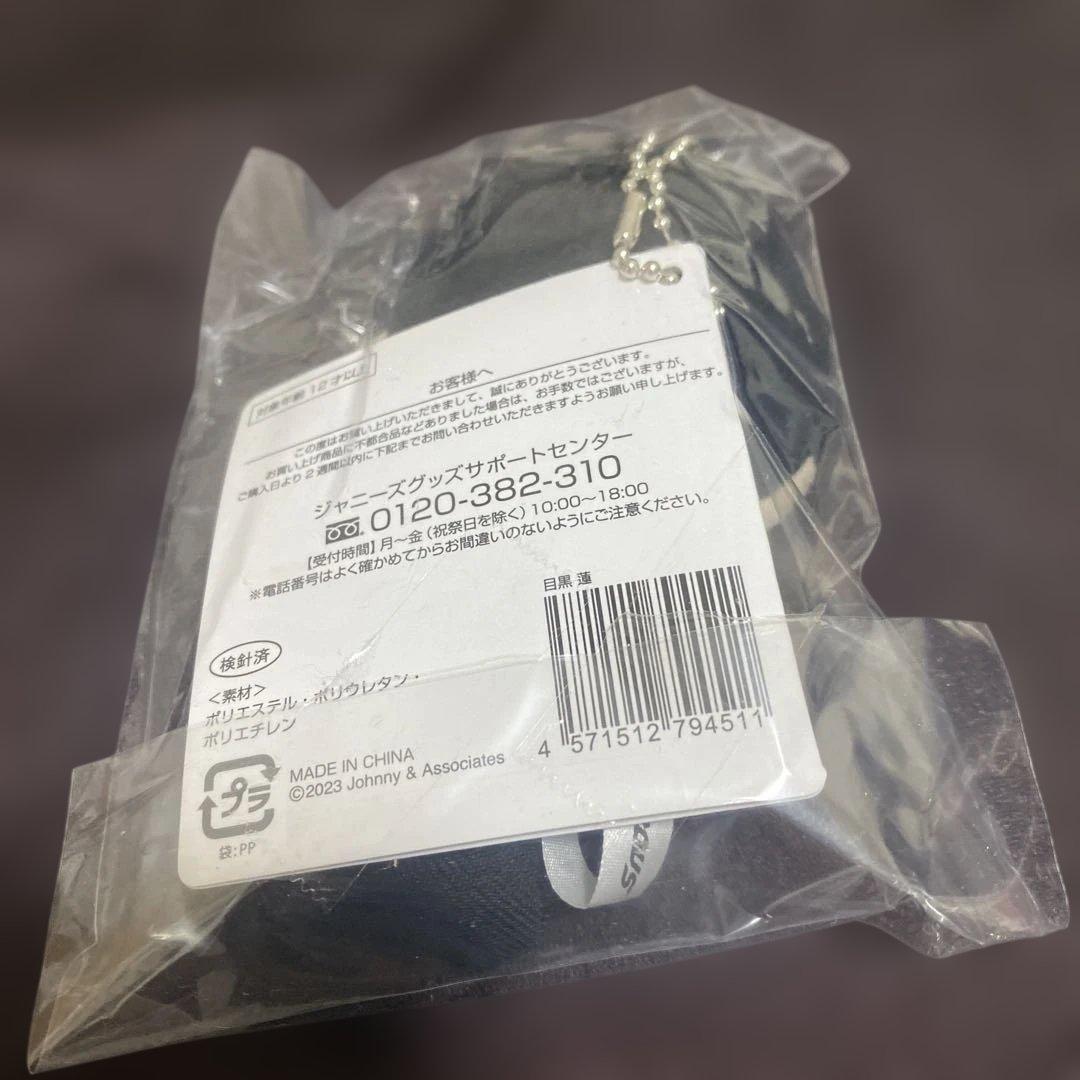 対象年齢 12才以上
お客様へ
この度はお買い上げいただきまして、誠にありがとうございます。
お買い上げ商品に不都合品などありました場合は、お手数ではございますが、
ご購入日より2週間以内に下記までお問い合わせいただきますようお願い申し上げます。
ジャニーズグッズサポートセンター
0120-382-310
【受付時間】月〜金(祝祭日を除く)10:00〜18:00
※電話番号はよく確かめてからお間違いのないようにご注意ください。
目黒 蓮
4 571512 794511
検針済
<素材>
ポリエステル・ポリウレタン・
ポリエチレン
プラ
袋:PP
MADE IN CHINA
©2023 Johnny & Associates